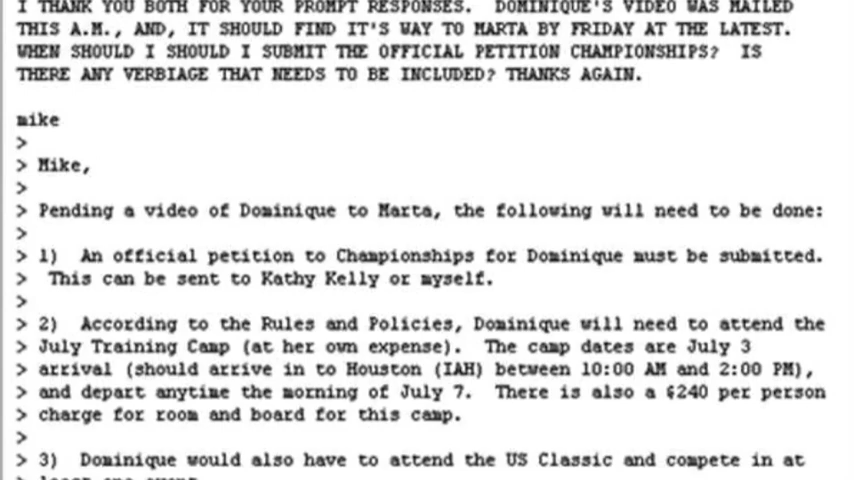 I THANK YOU BOTH FOR YOUR PROMPT RESPONSES. DOMINIQUE'S VIDEO WAS MAILED
THIS A.M., AND, IT SHOULD FIND IT'S WAY TO MARTA BY FRIDAY AT THE LATEST.
WHEN SHOULD I SHOULD I SUBMIT THE OFFICIAL PETITION CHAMPIONSHIPS? IS
THERE ANY VERBIAGE THAT NEEDS TO BE INCLUDED? THANKS AGAIN.
mike
>
> Mike,
>
> Pending a video of Dominique to Marta, the following will need to be done:
>
> 1) An official petition to Championships for Dominique must be submitted.
> This can be sent to Kathy Kelly or myself.
>
> 2) According to the Rules and Policies, Dominique will need to attend the
> July Training Camp (at her own expense). The camp dates are July 3
> arrival (should arrive in to Houston (IAH) between 10:00 AM and 2:00 PM),
> and depart anytime the morning of July 7. There is also a $240 per person
> charge for room and board for this camp.
>
> 3) Dominique would also have to attend the US Classic and compete in at